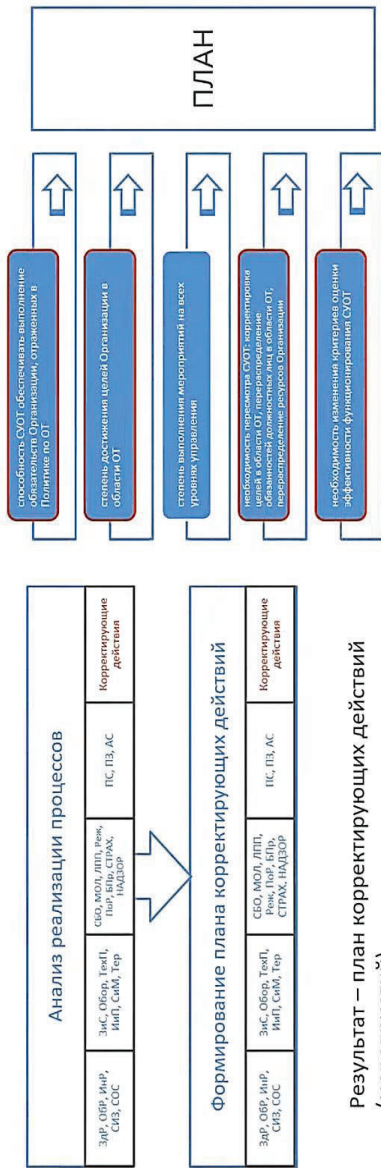 Анализ реализации процессов
ЗдР, ОбР, ИнР,
СИЗ, СОС
ЗиС, Обор, ТехП,
ИиП, СиМ, Тер
СБО, МОЛ, ЛПП, Реж,
ПоР, БПр, СТРАХ,
НАДЗОР
ПС, ПЗ, АС
Корректирующие
действия
Формирование плана корректирующих действий
ЗдР, ОбР, ИнР,
СИЗ, СОС
ЗиС, Обор, ТехП,
ИиП, СиМ, Тер
СБО, МОЛ, ЛПП,
Реж, ПоР, БПр,
СТРАХ, НАДЗОР
ПС, ПЗ, АС
Корректирующие
действия
Результат – план корректирующих действий
способность СУОТ обеспечивать выполнение
обязательств Организации, отраженных в
Политике по ОТ
степень достижения целей Организации в
области ОТ
степень выполнения мероприятий на всех
уровнях управления
необходимость пересмотра СУОТ: корректировка
целей в области ОТ, перераспределение
обязанностей должностных лиц в области ОТ,
перераспределение ресурсов Организации
необходимость изменения критериев оценки
эффективности функционирования СУОТ
ПЛАН